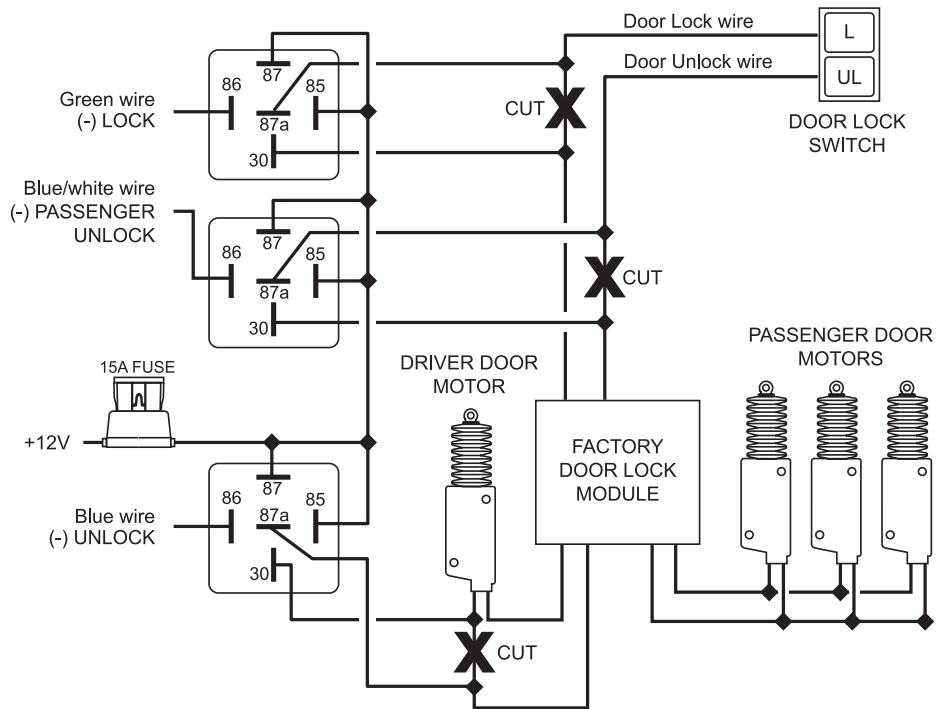 Door Lock wire
L
Door Unlock wire
UL
DOOR LOCK
SWITCH
87
86
85
87a
30
Green wire
(-) LOCK
CUT
Blue/white wire
(-) PASSENGER
UNLOCK
87
86
85
87a
30
CUT
15A FUSE
+12V
DRIVER DOOR
MOTOR
PASSENGER DOOR
MOTORS
FACTORY
DOOR LOCK
MODULE
87
86
85
87a
30
Blue wire
(-) UNLOCK
CUT